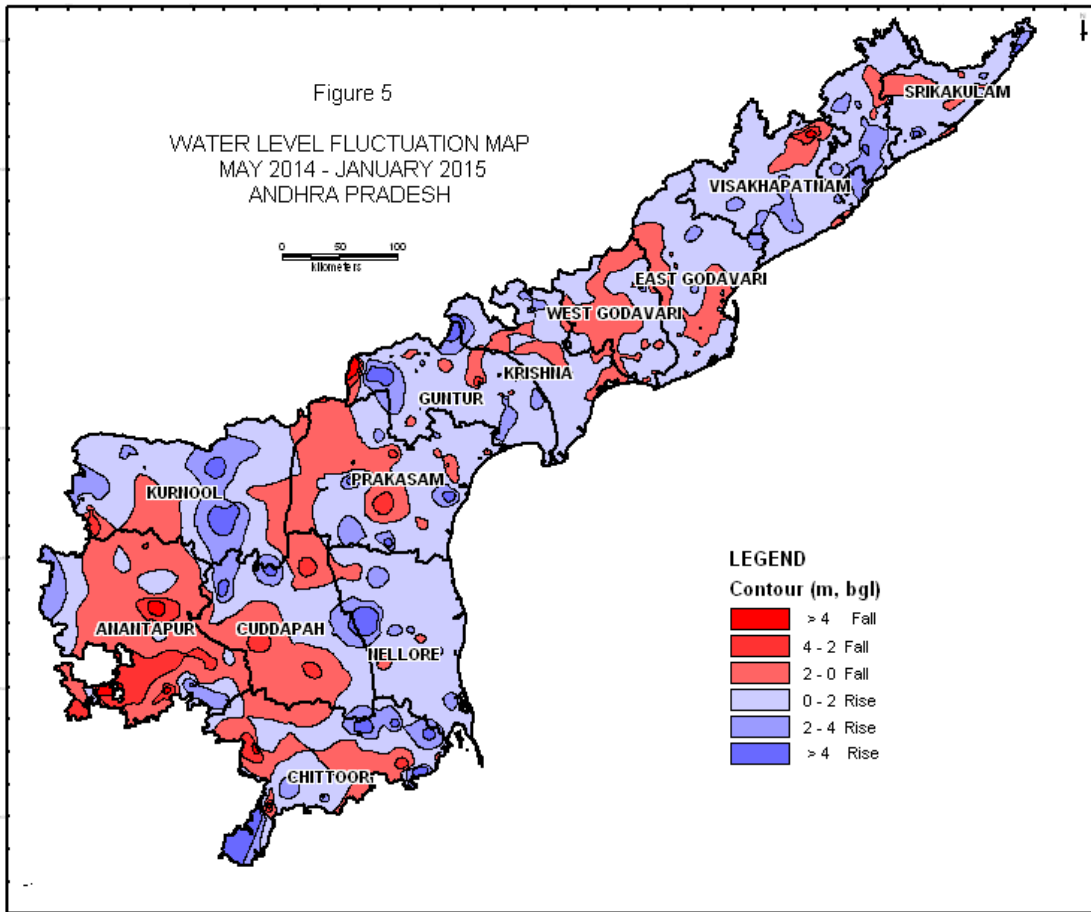 N
Figure 5
WATER LEVEL FLUCTUATION MAP
MAY 2014 - JANUARY 2015
ANDHRA PRADESH
0 50 100
kilometers
SRIKAKULAM
VISAKHAPATNAM
EAST GODAVARI
WEST GODAVARI
KRISHNA
GUNTUR
PRAKASAM
KURNOOL
ANANTAPUR
CUDDAPAH
NELLORE
CHITTOOR
LEGEND
Contour (m, bgl)
> 4 Fall
4 - 2 Fall
2 - 0 Fall
0 - 2 Rise
2 - 4 Rise
> 4 Rise